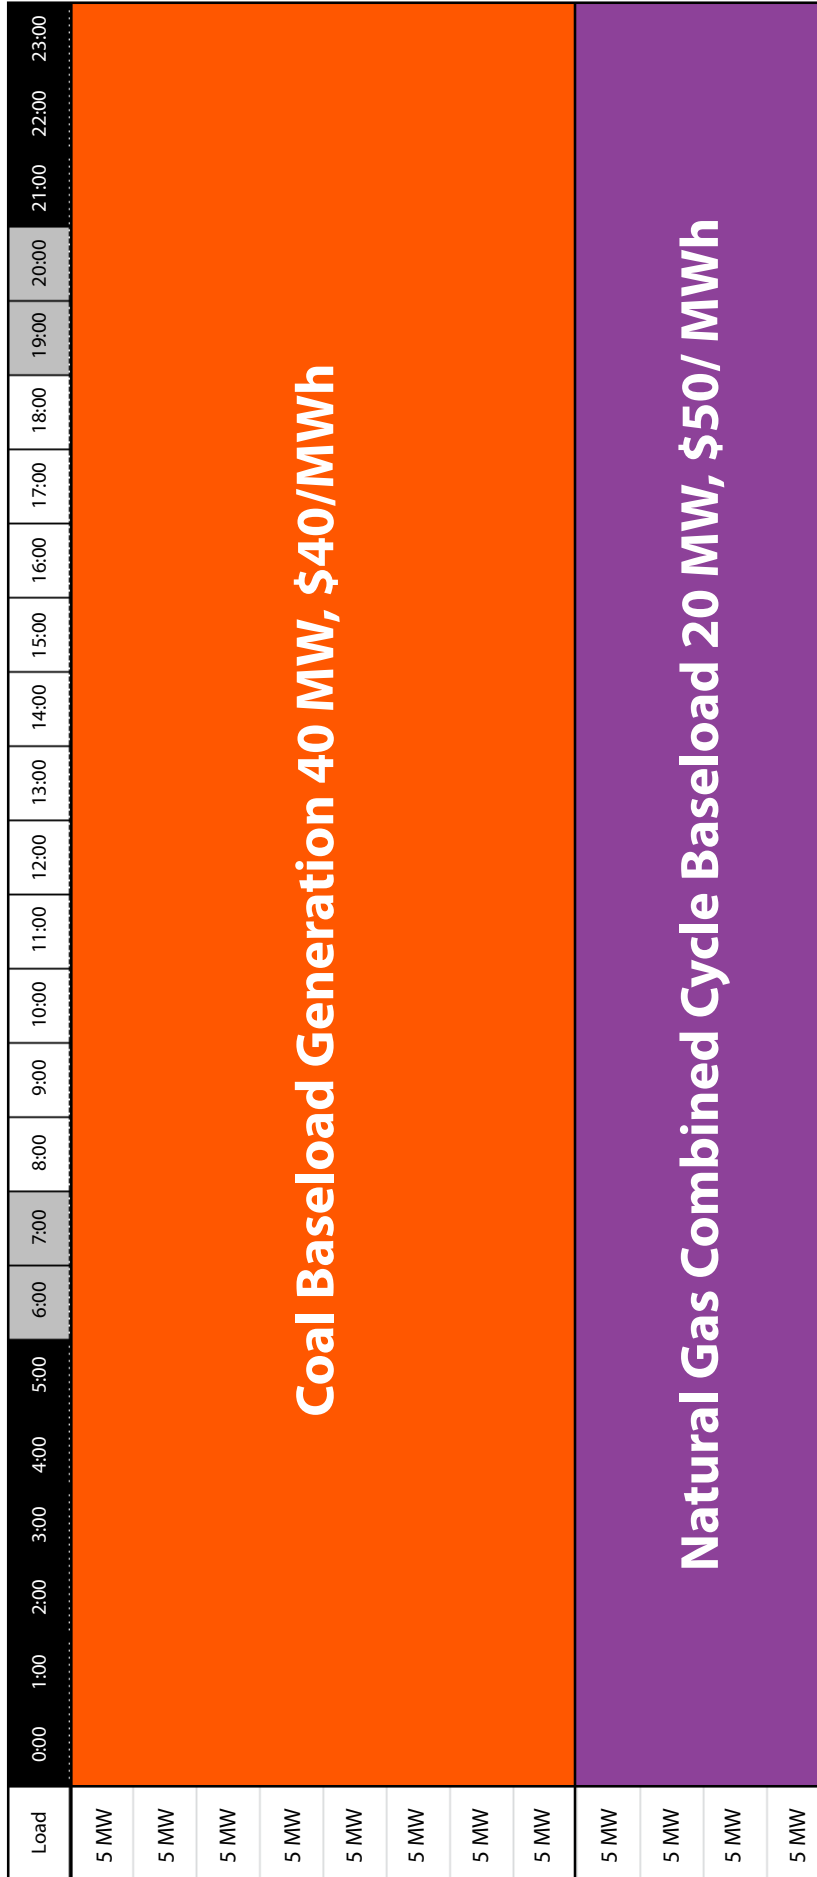 Load 0:00 1:00 2:00 3:00 4:00 5:00 6:00 7:00 8:00 9:00 10:00 11:00 12:00 13:00 14:00 15:00 16:00 17:00 18:00 19:00 20:00 21:00 22:00 23:00
5 MW
5 MW
5 MW
5 MW
Coal Baseload Generation 40 MW, $40/MWh
5 MW
5 MW
5 MW
5 MW
5 MW
5 MW
Natural Gas Combined Cycle Baseload 20 MW, $50/ MWh
5 MW
5 MW